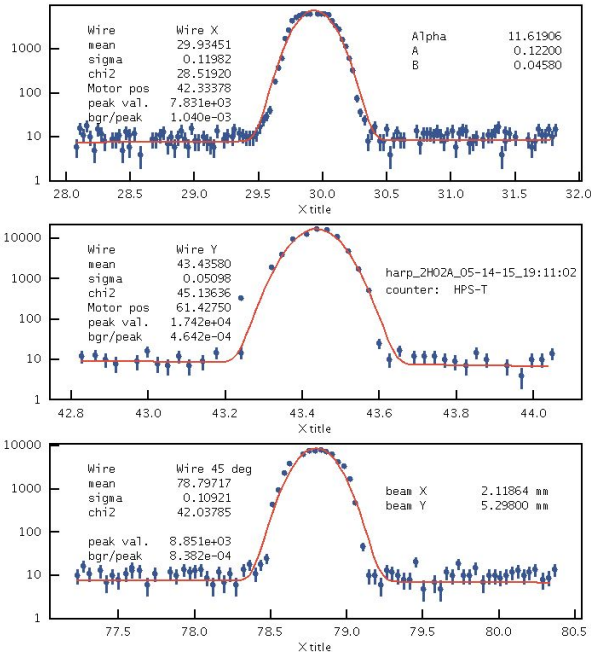 Wire Wire X
mean 29.93451
sigma 0.11982
chi2 28.51920
Motor pos 42.33378
peak val. 7.831e+03
bgr/peak 1.040e-03
Alpha 11.61906
A 0.12200
B 0.04580
1000
100
10
1
28.0 28.5 29.0 29.5 30.0 30.5 31.0 31.5 32.0
X title
Wire Wire Y
mean 43.43580
sigma 0.05098
chi2 45.13636
Motor pos 61.42750
peak val. 1.742e+04
bgr/peak 4.642e-04
harp_2H02A_05-14-15_19:11:02
counter: HPS-T
10000
1000
100
10
1
42.8 43.0 43.2 43.4 43.6 43.8 44.0
X title
Wire Wire 45 deg
mean 78.79717
sigma 0.10921
chi2 42.03785
peak val. 8.851e+03
bgr/peak 8.382e-04
beam X 2.11864 mm
beam Y 5.29800 mm
10000
1000
100
10
1
77.5 78.0 78.5 79.0 79.5 80.0 80.5
X title